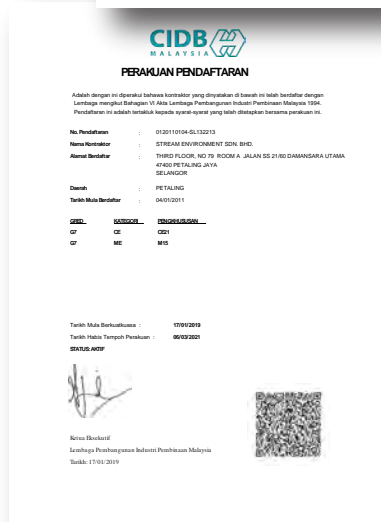 CIDB
MALAYSIA
PERAKUAN PENDAFTARAN
Adalah dengan ini diperakui bahawa kontraktor yang dinyatakan di bawah ini telah berdaftar dengan
Lembaga mengikut Bahagian VI Akta Lembaga Pembangunan Industri Pembinaan Malaysia 1994.
Pendaftaran ini adalah tertakluk kepada syarat-syarat yang telah ditetapkan bersama perakuan ini.
No. Pendaftaran : 0120110104-SL132213
Nama Kontraktor : STREAM ENVIRONMENT SDN. BHD.
Alamat Berdaftar : THIRD FLOOR, NO 79 ROOM A JALAN SS 21/60 DAMANSARA UTAMA
47400 PETALING JAYA
SELANGOR
Daerah : PETALING
Tarikh Mula Berdaftar : 04/01/2011
GRED KATEGORI PENGKHUSUSAN
G7 CE CE21
G7 ME M15
Tarikh Mula Berkuatkuasa : 17/01/2019
Tarikh Habis Tempoh Perakuan : 06/03/2021
STATUS: AKTIF
Ketua Eksekutif
Lembaga Pembangunan Industri Pembinaan Malaysia
Tarikh: 17/01/2019